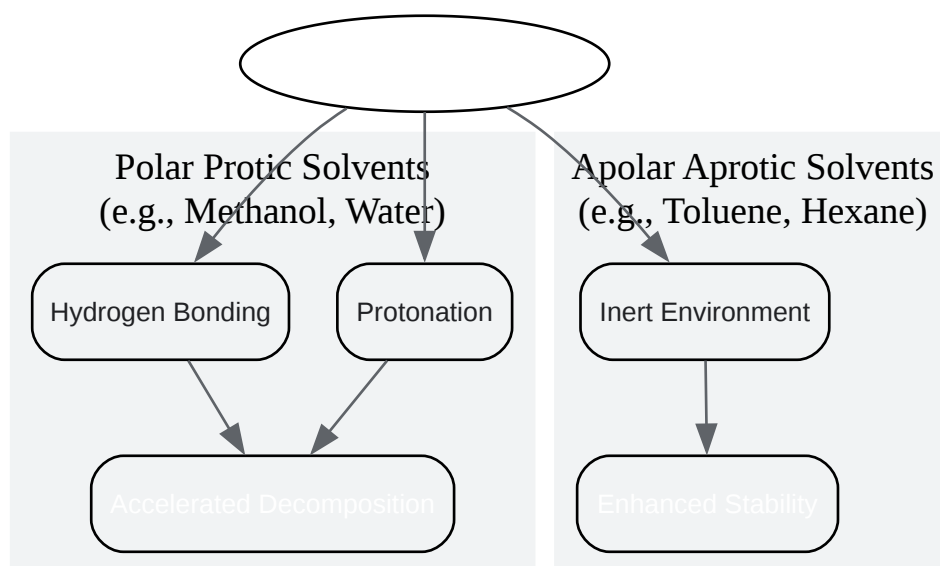 Polar Protic Solvents
(e.g., Methanol, Water)
Apolar Aprotic Solvents
(e.g., Toluene, Hexane)
Hydrogen Bonding
Protonation
Inert Environment
Accelerated Decomposition
Enhanced Stability